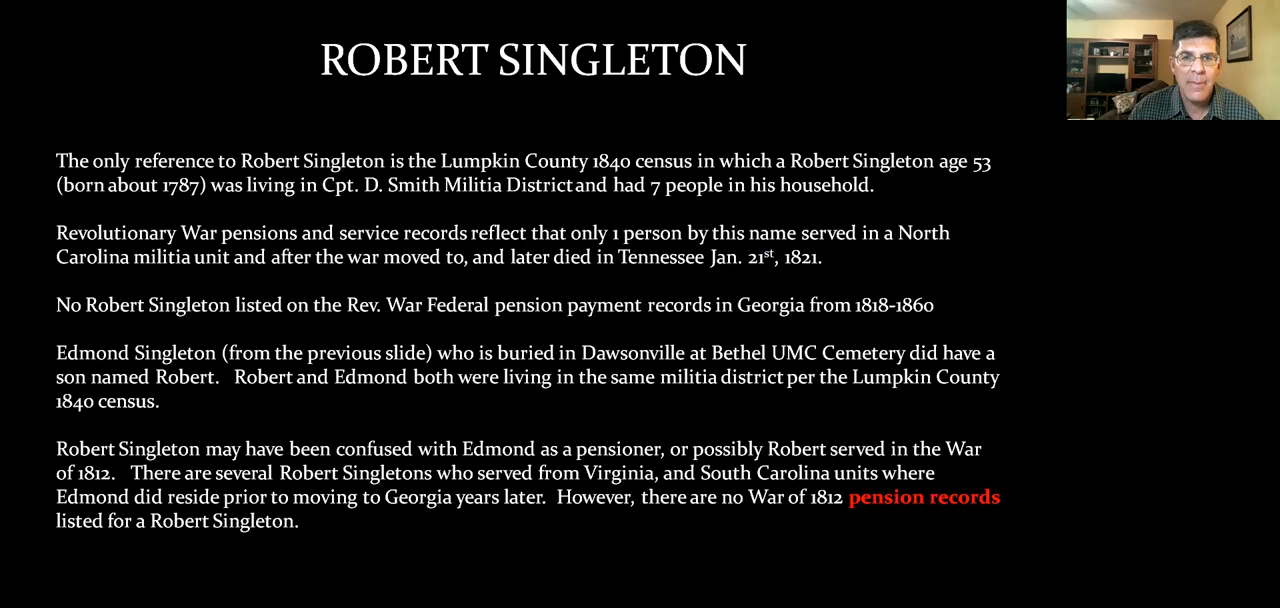 ROBERT SINGLETON
The only reference to Robert Singleton is the Lumpkin County 1840 census in which a Robert Singleton age 53
(born about 1787) was living in Cpt. D. Smith Militia District and had 7 people in his household.
Revolutionary War pensions and service records reflect that only 1 person by this name served in a North
Carolina militia unit and after the war moved to, and later died in Tennessee Jan. 21st, 1821.
No Robert Singleton listed on the Rev. War Federal pension payment records in Georgia from 1818-1860
Edmond Singleton (from the previous slide) who is buried in Dawsonville at Bethel UMC Cemetery did have a
son named Robert. Robert and Edmond both were living in the same militia district per the Lumpkin County
1840 census.
Robert Singleton may have been confused with Edmond as a pensioner, or possibly Robert served in the War
of 1812. There are several Robert Singletons who served from Virginia, and South Carolina units where
Edmond did reside prior to moving to Georgia years later. However, there are no War of 1812 pension records
listed for a Robert Singleton.